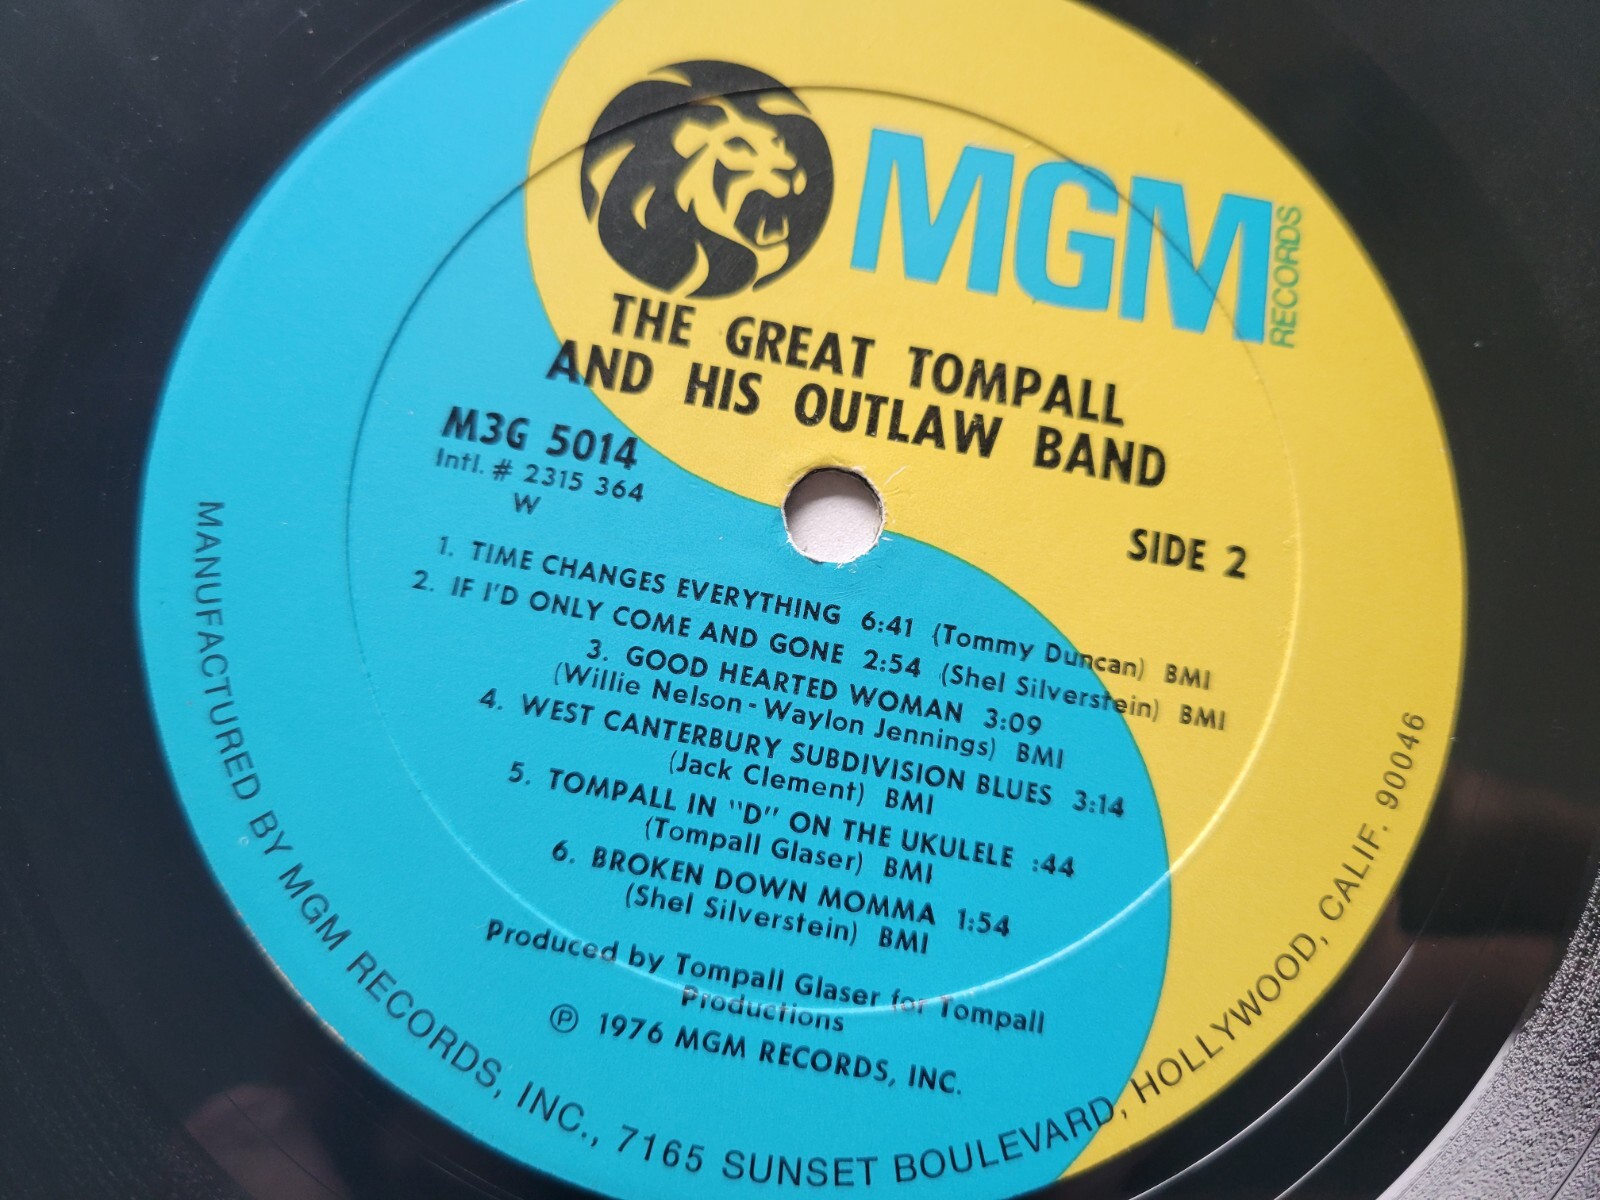 MGM
RECORDS
THE GREAT TOMPALL
AND HIS OUTLAW BAND
M3G 5014
Intl. # 2315 364
W
SIDE 2
1. TIME CHANGES EVERYTHING 6:41 (Tommy Duncan) BMI
2. IF I'D ONLY COME AND GONE 2:54 (Shel Silverstein) BMI
3. GOOD HEARTED WOMAN 3:09
(Willie Nelson - Waylon Jennings) BMI
4. WEST CANTERBURY SUBDIVISION BLUES 3:14
(Jack Clement) BMI
5. TOMPALL IN "D" ON THE UKULELE :44
(Tompall Glaser) BMI
6. BROKEN DOWN MOMMA 1:54
(Shel Silverstein) BMI
Produced by Tompall Glaser for Tompall
Productions
℗ 1976 MGM RECORDS, INC.
MANUFACTURED BY MGM RECORDS, INC., 7165 SUNSET BOULEVARD, HOLLYWOOD, CALIF. 90046